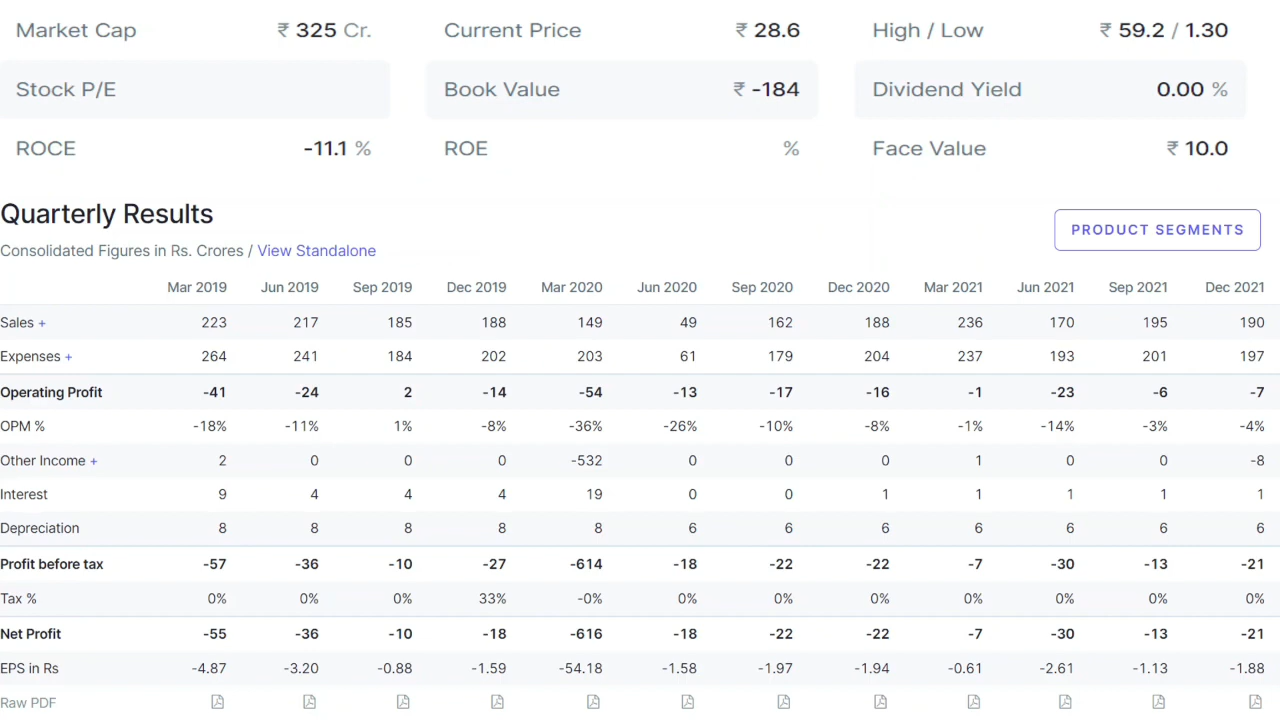 Market Cap ₹ 325 Cr. Current Price ₹ 28.6 High / Low ₹ 59.2 / 1.30
Stock P/E Book Value ₹ -184 Dividend Yield 0.00 %
ROCE -11.1 % ROE % Face Value ₹ 10.0
Quarterly Results
PRODUCT SEGMENTS
Consolidated Figures in Rs. Crores / View Standalone
Mar 2019 Jun 2019 Sep 2019 Dec 2019 Mar 2020 Jun 2020 Sep 2020 Dec 2020 Mar 2021 Jun 2021 Sep 2021 Dec 2021
Sales + 223 217 185 188 149 49 162 188 236 170 195 190
Expenses + 264 241 184 202 203 61 179 204 237 193 201 197
Operating Profit -41 -24 2 -14 -54 -13 -17 -16 -1 -23 -6 -7
OPM % -18% -11% 1% -8% -36% -26% -10% -8% -1% -14% -3% -4%
Other Income + 2 0 0 0 -532 0 0 0 1 0 0 -8
Interest 9 4 4 4 19 0 0 1 1 1 1 1
Depreciation 8 8 8 8 8 6 6 6 6 6 6 6
Profit before tax -57 -36 -10 -27 -614 -18 -22 -22 -7 -30 -13 -21
Tax % 0% 0% 0% 33% -0% 0% 0% 0% 0% 0% 0% 0%
Net Profit -55 -36 -10 -18 -616 -18 -22 -22 -7 -30 -13 -21
EPS in Rs -4.87 -3.20 -0.88 -1.59 -54.18 -1.58 -1.97 -1.94 -0.61 -2.61 -1.13 -1.88
Raw PDF